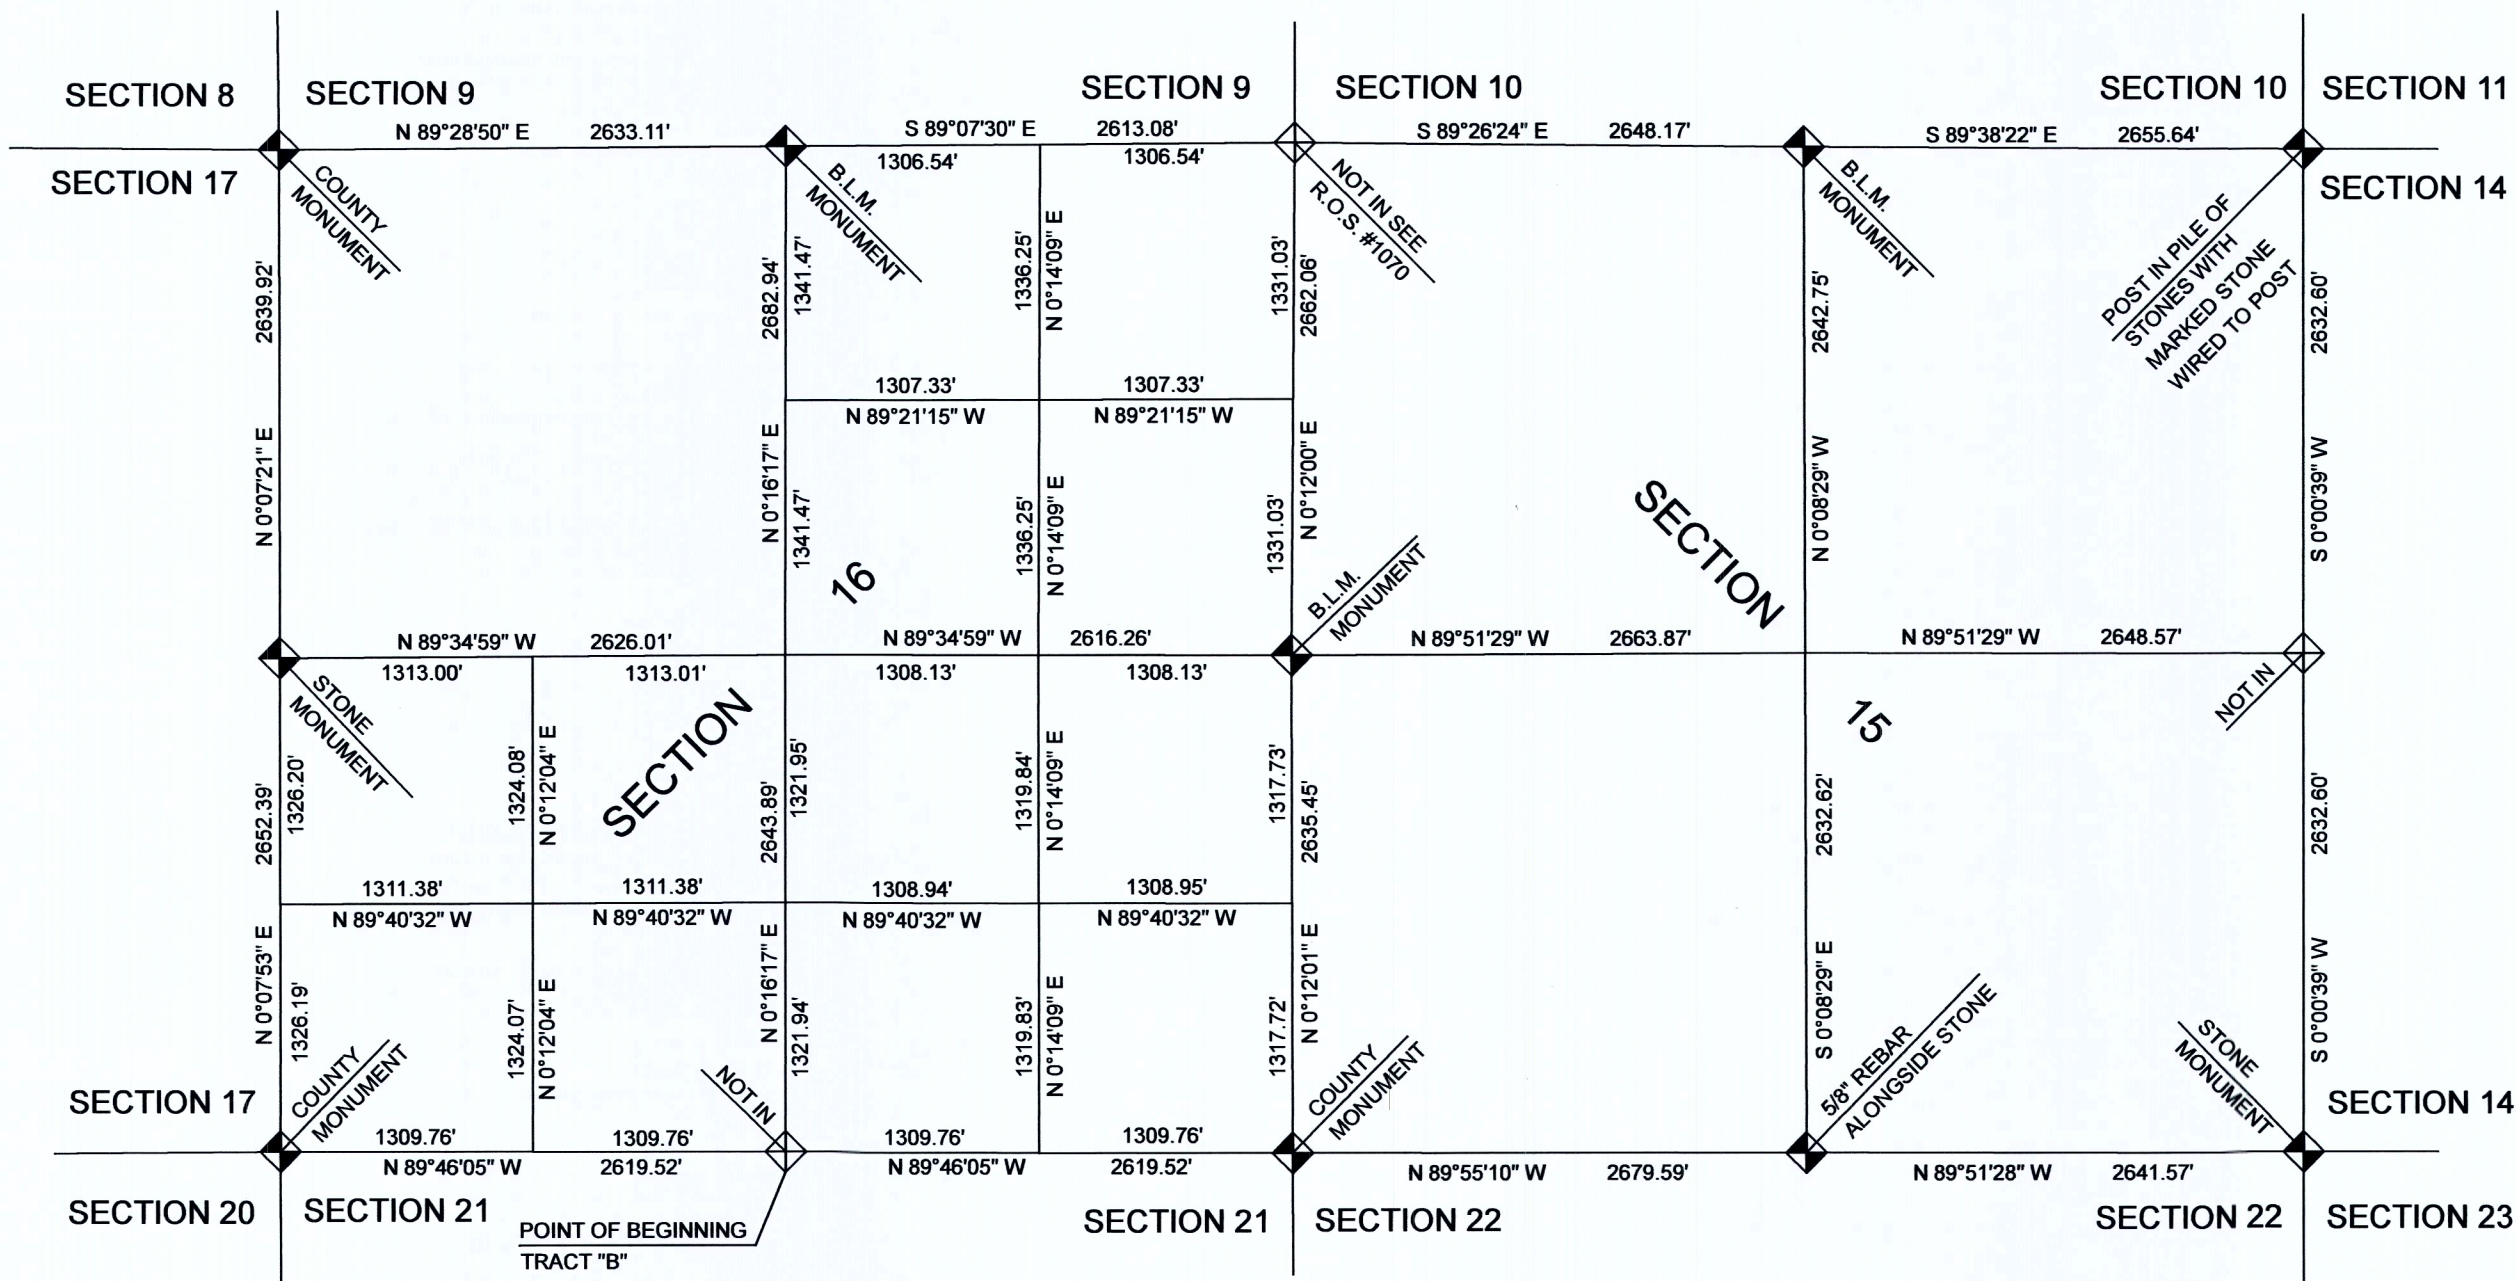 SECTION 8
SECTION 9
SECTION 9
SECTION 10
SECTION 10
SECTION 11
N 89°28'50" E 2633.11'
S 89°07'30" E 2613.08'
S 89°26'24" E 2648.17'
S 89°38'22" E 2655.64'
SECTION 17
1306.54'
1306.54'
SECTION 14
COUNTY
MONUMENT
B.L.M.
MONUMENT
NOT IN SEE
R.O.S. #1070
B.L.M.
MONUMENT
POST IN PILE OF
STONES WITH
MARKED STONE
WIRED TO POST
2639.92'
2682.94'
1341.47'
1336.25'
N 0°14'09" E
1331.03'
2662.06'
2642.75'
2632.60'
1307.33'
1307.33'
N 89°21'15" W
N 89°21'15" W
N 0°07'21" E
N 0°16'17" E
1341.47'
1336.25'
N 0°14'09" E
1331.03'
N 0°12'00" E
N 0°08'29" W
S 0°00'39" W
16
SECTION
B.L.M.
MONUMENT
N 89°34'59" W 2626.01'
N 89°34'59" W 2616.26'
N 89°51'29" W 2663.87'
N 89°51'29" W 2648.57'
1313.00'
1313.01'
1308.13'
1308.13'
STONE
MONUMENT
SECTION
15
NOT IN
2652.39'
1326.20'
1324.08'
N 0°12'04" E
2643.89'
1321.95'
1319.84'
N 0°14'09" E
1317.73'
2635.45'
2632.62'
2632.60'
1311.38'
1311.38'
1308.94'
1308.95'
N 89°40'32" W
N 89°40'32" W
N 89°40'32" W
N 89°40'32" W
N 0°07'53" E
1326.19'
1324.07'
N 0°12'04" E
N 0°16'17" E
1321.94'
1319.83'
N 0°14'09" E
1317.72'
N 0°12'01" E
S 0°08'29" E
S 0°00'39" W
SECTION 17
COUNTY
MONUMENT
NOT IN
COUNTY
MONUMENT
5/8" REBAR
ALONGSIDE STONE
STONE
MONUMENT
SECTION 14
1309.76'
1309.76'
1309.76'
1309.76'
N 89°46'05" W 2619.52'
N 89°46'05" W 2619.52'
N 89°55'10" W 2679.59'
N 89°51'28" W 2641.57'
SECTION 20
SECTION 21
SECTION 21
SECTION 22
SECTION 22
SECTION 23
POINT OF BEGINNING
TRACT "B"